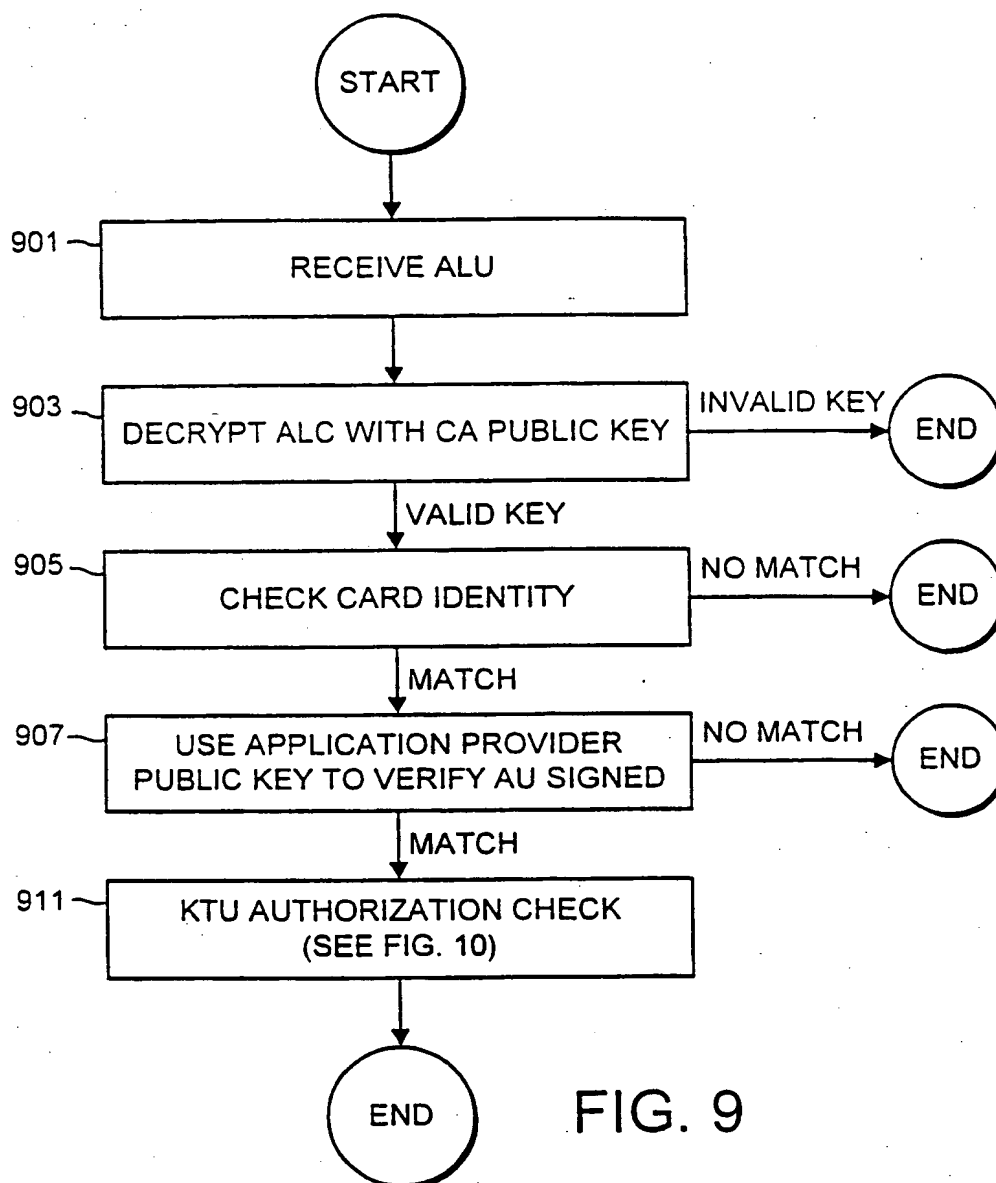 START
901
RECEIVE ALU
903
DECRYPT ALC WITH CA PUBLIC KEY
INVALID KEY
END
VALID KEY
905
CHECK CARD IDENTITY
NO MATCH
END
MATCH
907
USE APPLICATION PROVIDER
PUBLIC KEY TO VERIFY AU SIGNED
NO MATCH
END
MATCH
911
KTU AUTHORIZATION CHECK
(SEE FIG. 10)
END
FIG. 9